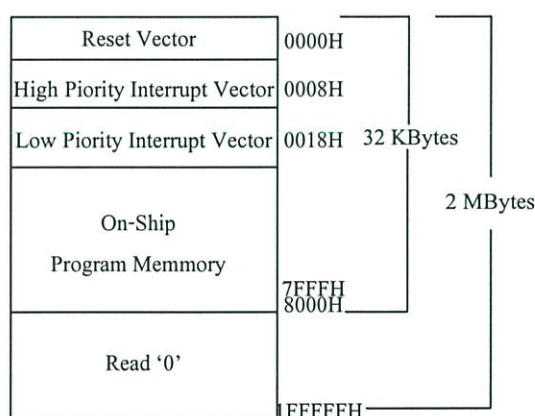 Reset Vector
0000H
High Piority Interrupt Vector
0008H
Low Piority Interrupt Vector
0018H
32 KBytes
2 MBytes
On-Ship
Program Memmory
7FFFH
8000H
Read ‘0’
1FFFFFH